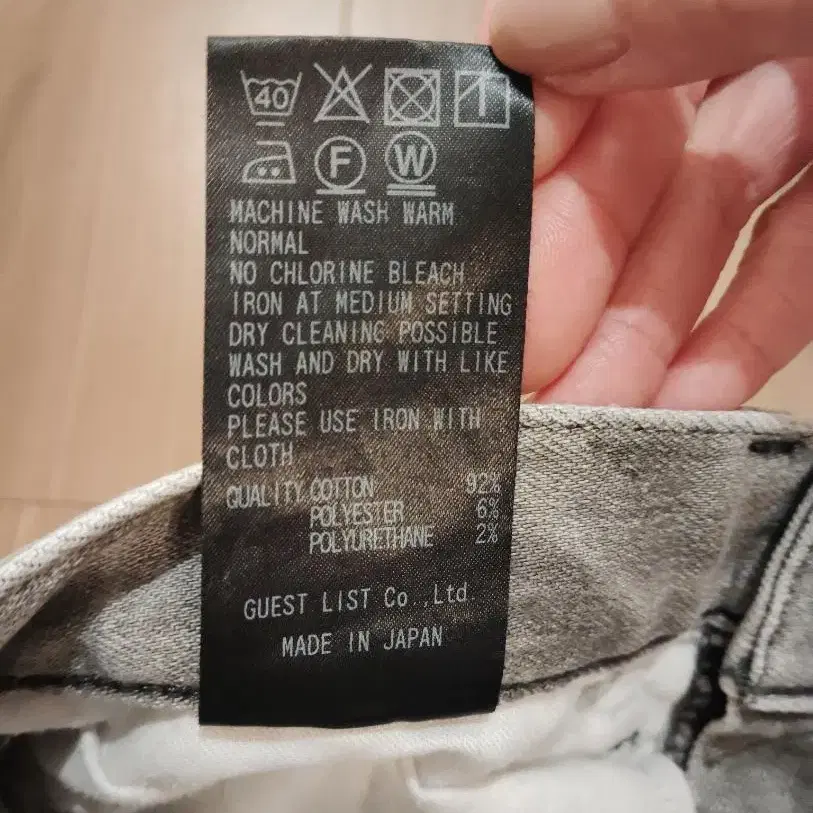 40
F W
MACHINE WASH WARM
NORMAL
NO CHLORINE BLEACH
IRON AT MEDIUM SETTING
DRY CLEANING POSSIBLE
WASH AND DRY WITH LIKE
COLORS
PLEASE USE IRON WITH
CLOTH
QUALITY COTTON 92%
POLYESTER 6%
POLYURETHANE 2%
GUEST LIST Co.,Ltd
MADE IN JAPAN